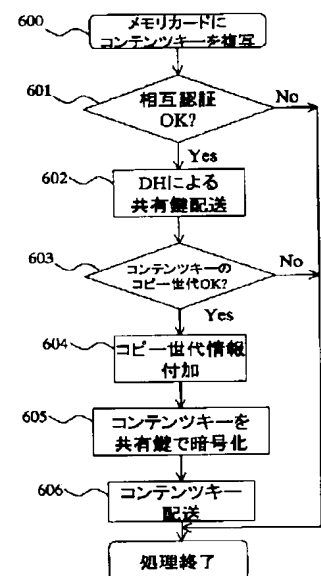 600
メモリカードに
コンテンツキーを複写
601
相互認証
OK?
No
Yes
602
DHによる
共有鍵配送
603
コンテンツキーの
コピー世代OK?
No
Yes
604
コピー世代情報
付加
605
コンテンツキーを
共有鍵で暗号化
606
コンテンツキー
配送
処理終了